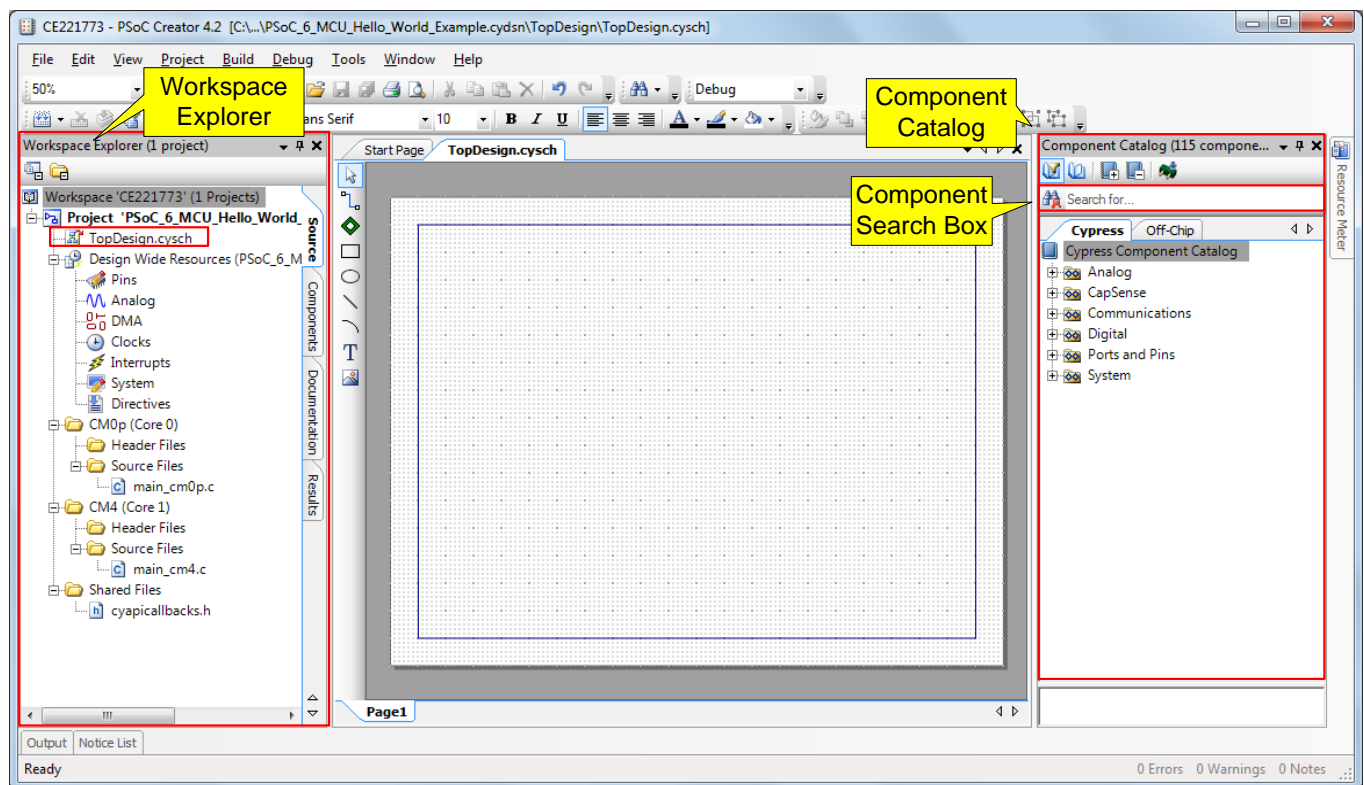 CE221773 - PSoC Creator 4.2 [C:\...\PSoC_6_MCU_Hello_World_Example.cydsn\TopDesign\TopDesign.cysch]
File Edit View Project Build Debug Tools Window Help
50%
Debug
Workspace
Explorer
ans Serif
10
B I U
A
Component
Catalog
Workspace Explorer (1 project)
Workspace 'CE221773' (1 Projects)
Project 'PSoC_6_MCU_Hello_World_
TopDesign.cysch
Design Wide Resources (PSoC_6_M
Pins
Analog
DMA
Clocks
Interrupts
System
Directives
CM0p (Core 0)
Header Files
Source Files
main_cm0p.c
CM4 (Core 1)
Header Files
Source Files
main_cm4.c
Shared Files
cyapicallbacks.h
Source
Components
Documentation
Results
Start Page
TopDesign.cysch
T
Component
Search Box
Page1
Component Catalog (115 compone...
Search for...
Cypress
Off-Chip
Cypress Component Catalog
Analog
CapSense
Communications
Digital
Ports and Pins
System
Resource Meter
Output
Notice List
Ready
0 Errors 0 Warnings 0 Notes